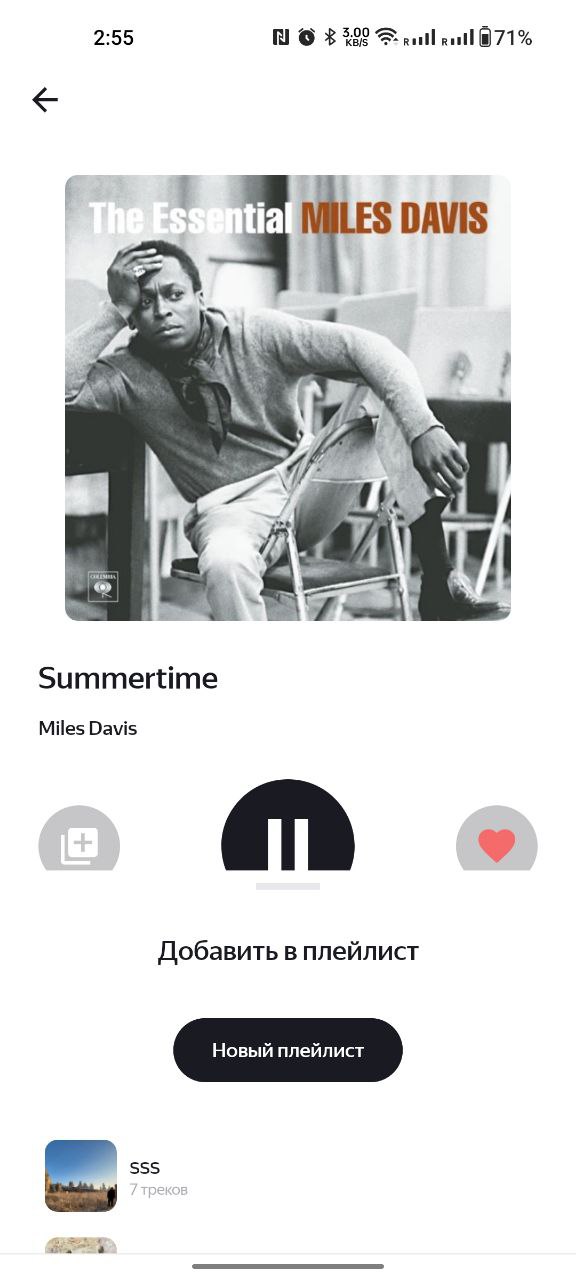 2:55
3.00
KB/S
R
R
71%
The Essential MILES DAVIS
COLUMBIA
Summertime
Miles Davis
Добавить в плейлист
Новый плейлист
sss
7 треков